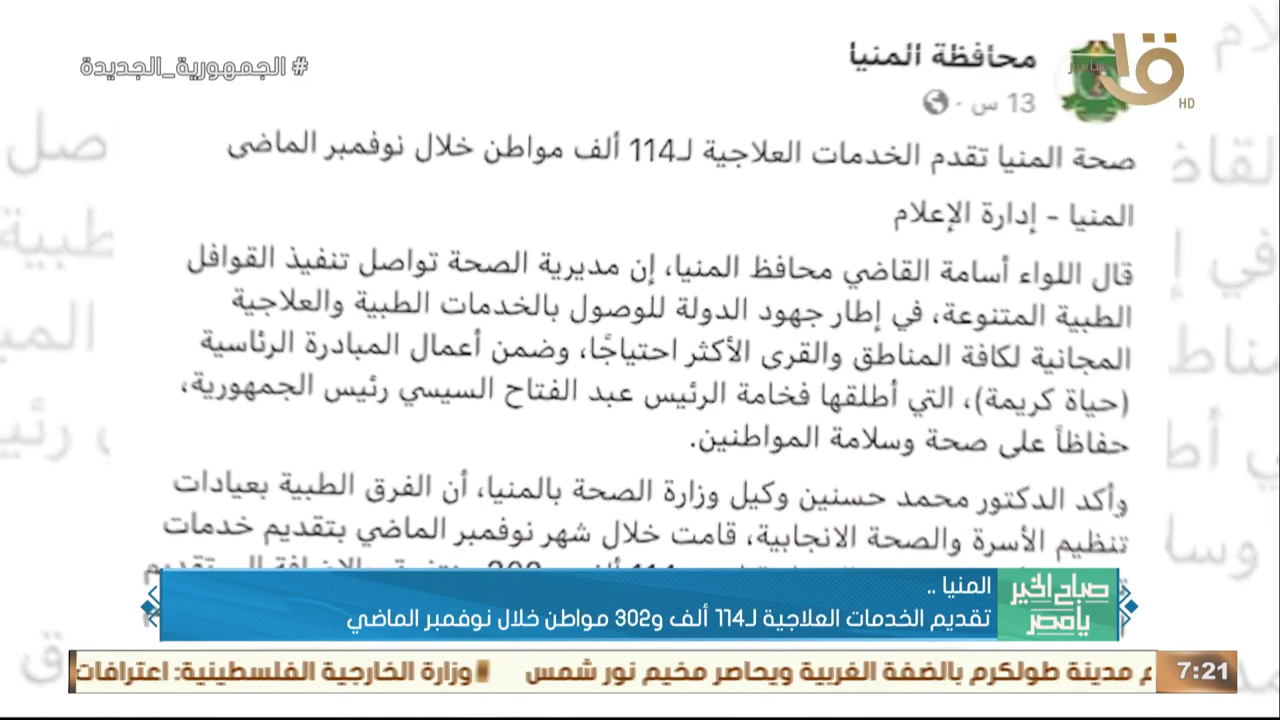 # الجمهورية_الجديدة
محافظة المنيا
13 س ·
HD
صحة المنيا تقدم الخدمات العلاجية لـ114 ألف مواطن خلال نوفمبر الماضى
المنيا - إدارة الإعلام
قال اللواء أسامة القاضي محافظ المنيا، إن مديرية الصحة تواصل تنفيذ القوافل
الطبية المتنوعة، في إطار جهود الدولة للوصول بالخدمات الطبية والعلاجية
المجانية لكافة المناطق والقرى الأكثر احتياجًا، وضمن أعمال المبادرة الرئاسية
(حياة كريمة)، التي أطلقها فخامة الرئيس عبد الفتاح السيسي رئيس الجمهورية،
حفاظاً على صحة وسلامة المواطنين.
وأكد الدكتور محمد حسنين وكيل وزارة الصحة بالمنيا، أن الفرق الطبية بعيادات
تنظيم الأسرة والصحة الانجابية، قامت خلال شهر نوفمبر الماضي بتقديم خدمات
صباح الخير
يا مصر
المنيا ..
تقديم الخدمات العلاجية لـ114 ألف و302 مواطن خلال نوفمبر الماضي
م مدينة طولكرم بالضفة الغربية ويحاصر مخيم نور شمس وزارة الخارجية الفلسطينية: اعترافات
7:21